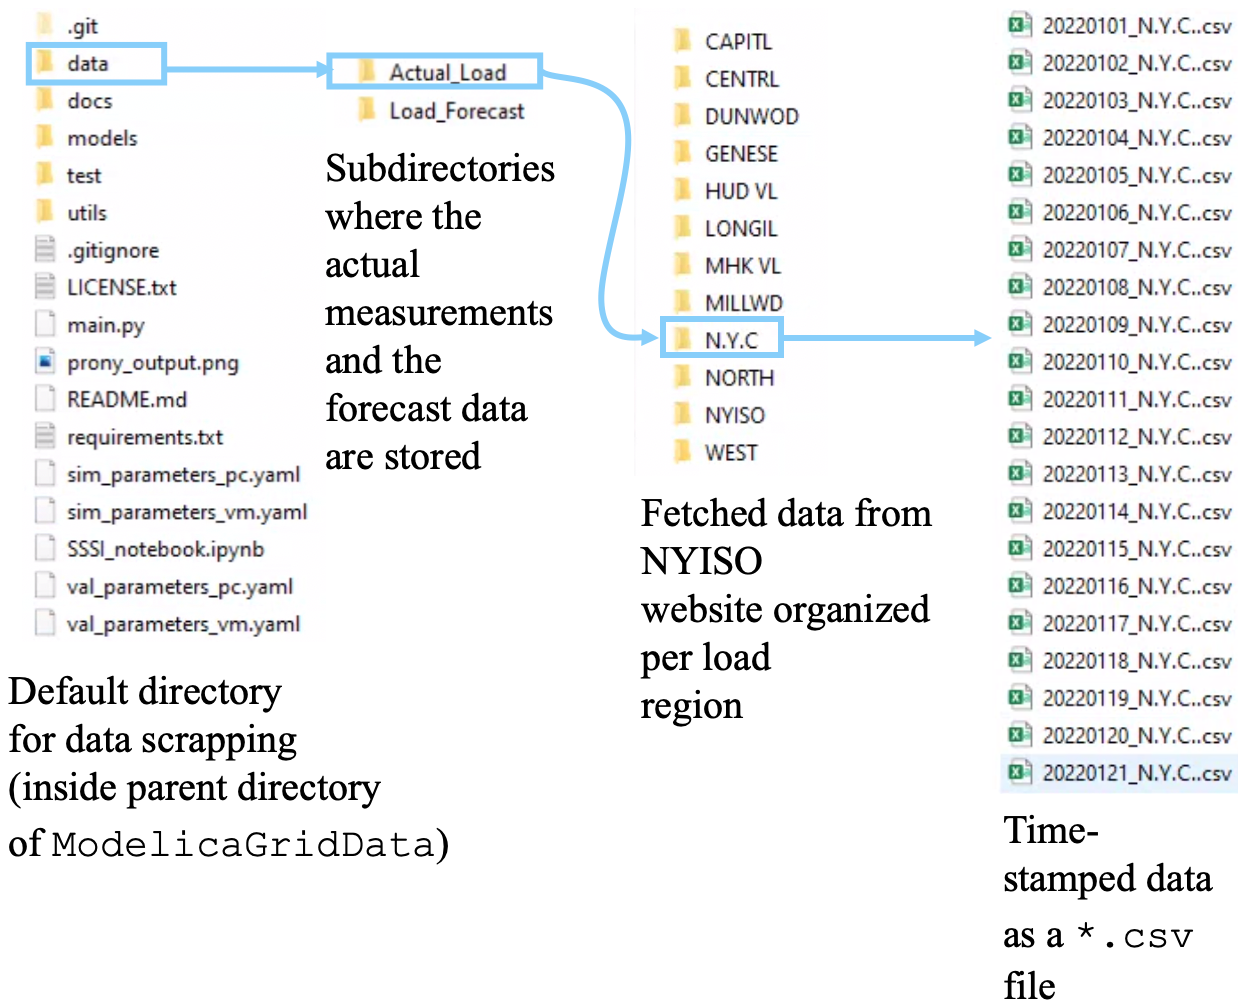 .git
data
docs
models
test
utils
.gitignore
LICENSE.txt
main.py
prony_output.png
README.md
requirements.txt
sim_parameters_pc.yaml
sim_parameters_vm.yaml
SSSI_notebook.ipynb
val_parameters_pc.yaml
val_parameters_vm.yaml
Default directory
for data scrapping
(inside parent directory
of ModelicaGridData)
Actual_Load
Load_Forecast
Subdirectories
where the
actual
measurements
and the
forecast data
are stored
CAPITL
CENTRL
DUNWOD
GENESE
HUD VL
LONGIL
MHK VL
MILLWD
N.Y.C
NORTH
NYISO
WEST
Fetched data from
NYISO
website organized
per load
region
20220101_N.Y.C..csv
20220102_N.Y.C..csv
20220103_N.Y.C..csv
20220104_N.Y.C..csv
20220105_N.Y.C..csv
20220106_N.Y.C..csv
20220107_N.Y.C..csv
20220108_N.Y.C..csv
20220109_N.Y.C..csv
20220110_N.Y.C..csv
20220111_N.Y.C..csv
20220112_N.Y.C..csv
20220113_N.Y.C..csv
20220114_N.Y.C..csv
20220115_N.Y.C..csv
20220116_N.Y.C..csv
20220117_N.Y.C..csv
20220118_N.Y.C..csv
20220119_N.Y.C..csv
20220120_N.Y.C..csv
20220121_N.Y.C..csv
Time-
stamped data
as a *.csv
file